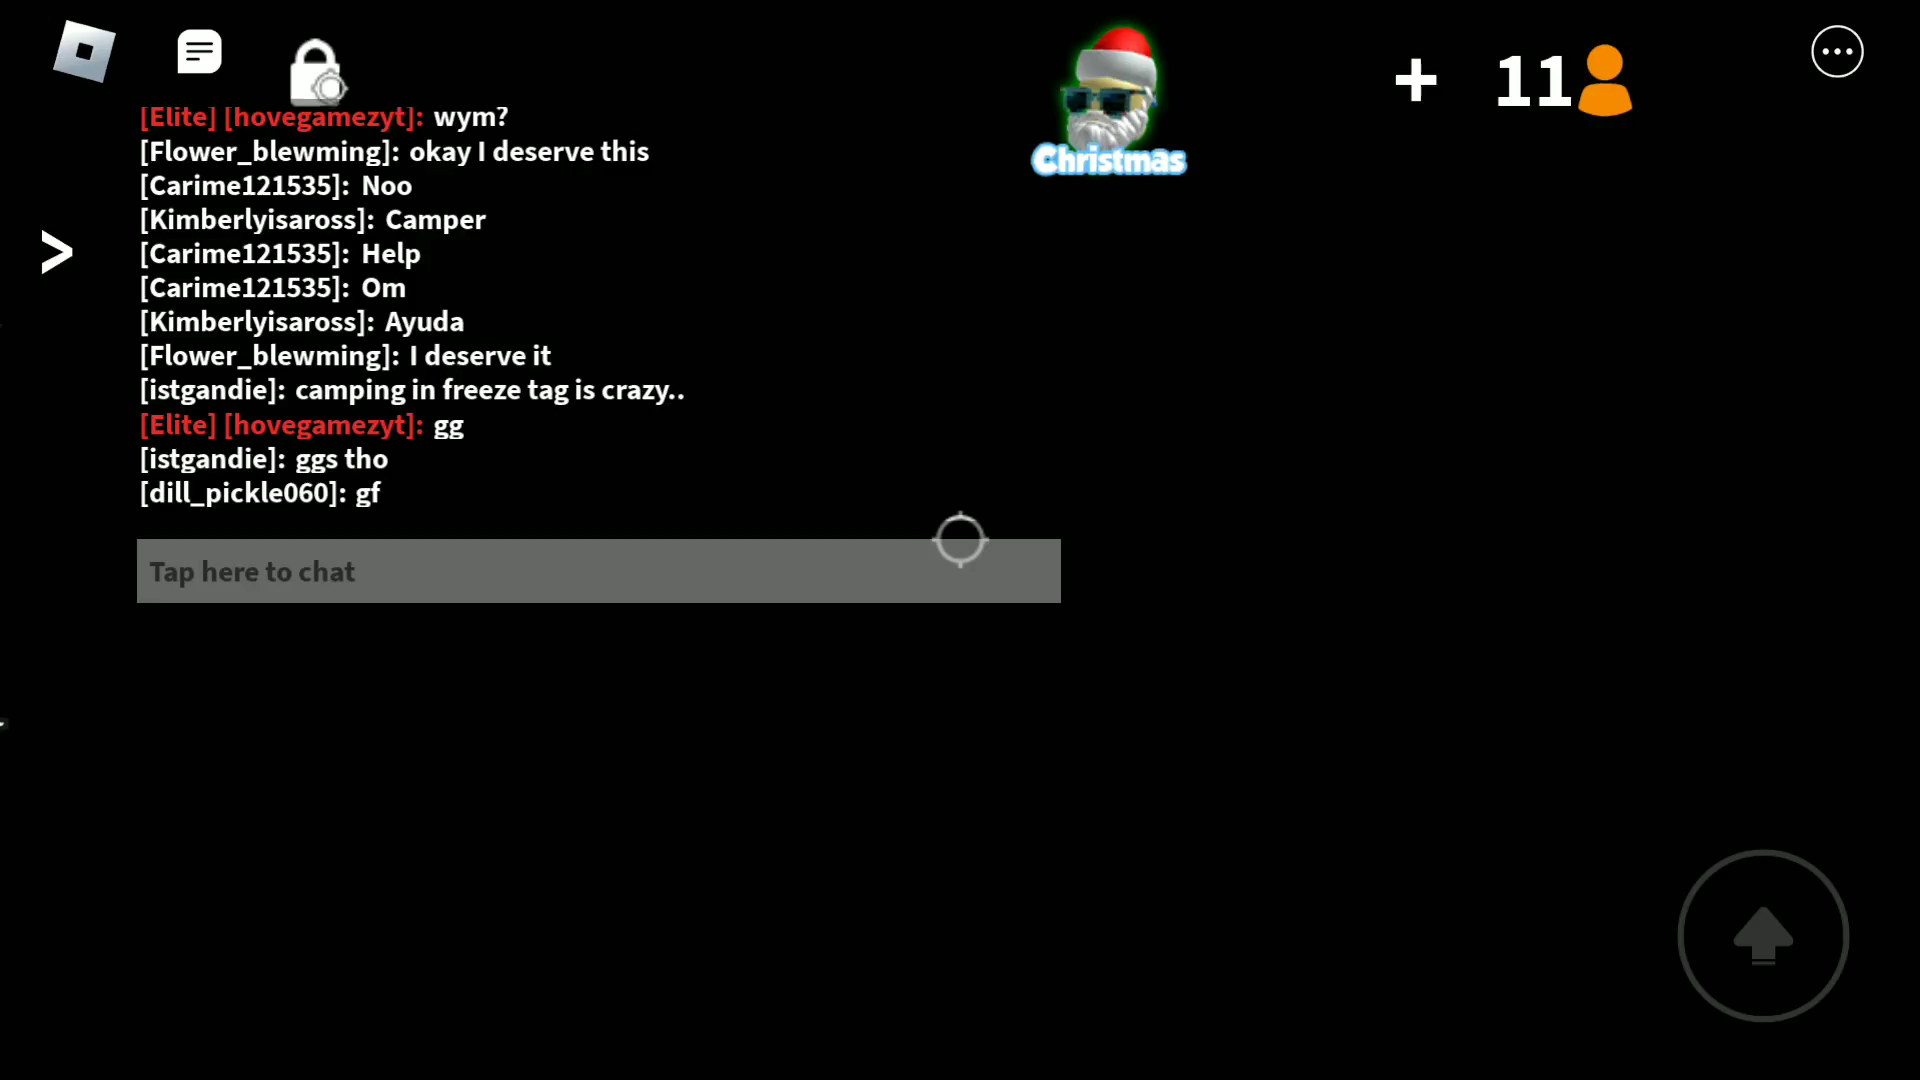 [Elite] [hovegamezyt]: wym?
[Flower_blewming]: okay I deserve this
[Carime121535]: Noo
[Kimberlyisaross]: Camper
[Carime121535]: Help
[Carime121535]: Om
[Kimberlyisaross]: Ayuda
[Flower_blewming]: I deserve it
[istgandie]: camping in freeze tag is crazy..
[Elite] [hovegamezyt]: gg
[istgandie]: ggs tho
[dill_pickle060]: gf
Tap here to chat
Christmas
+ 11
>